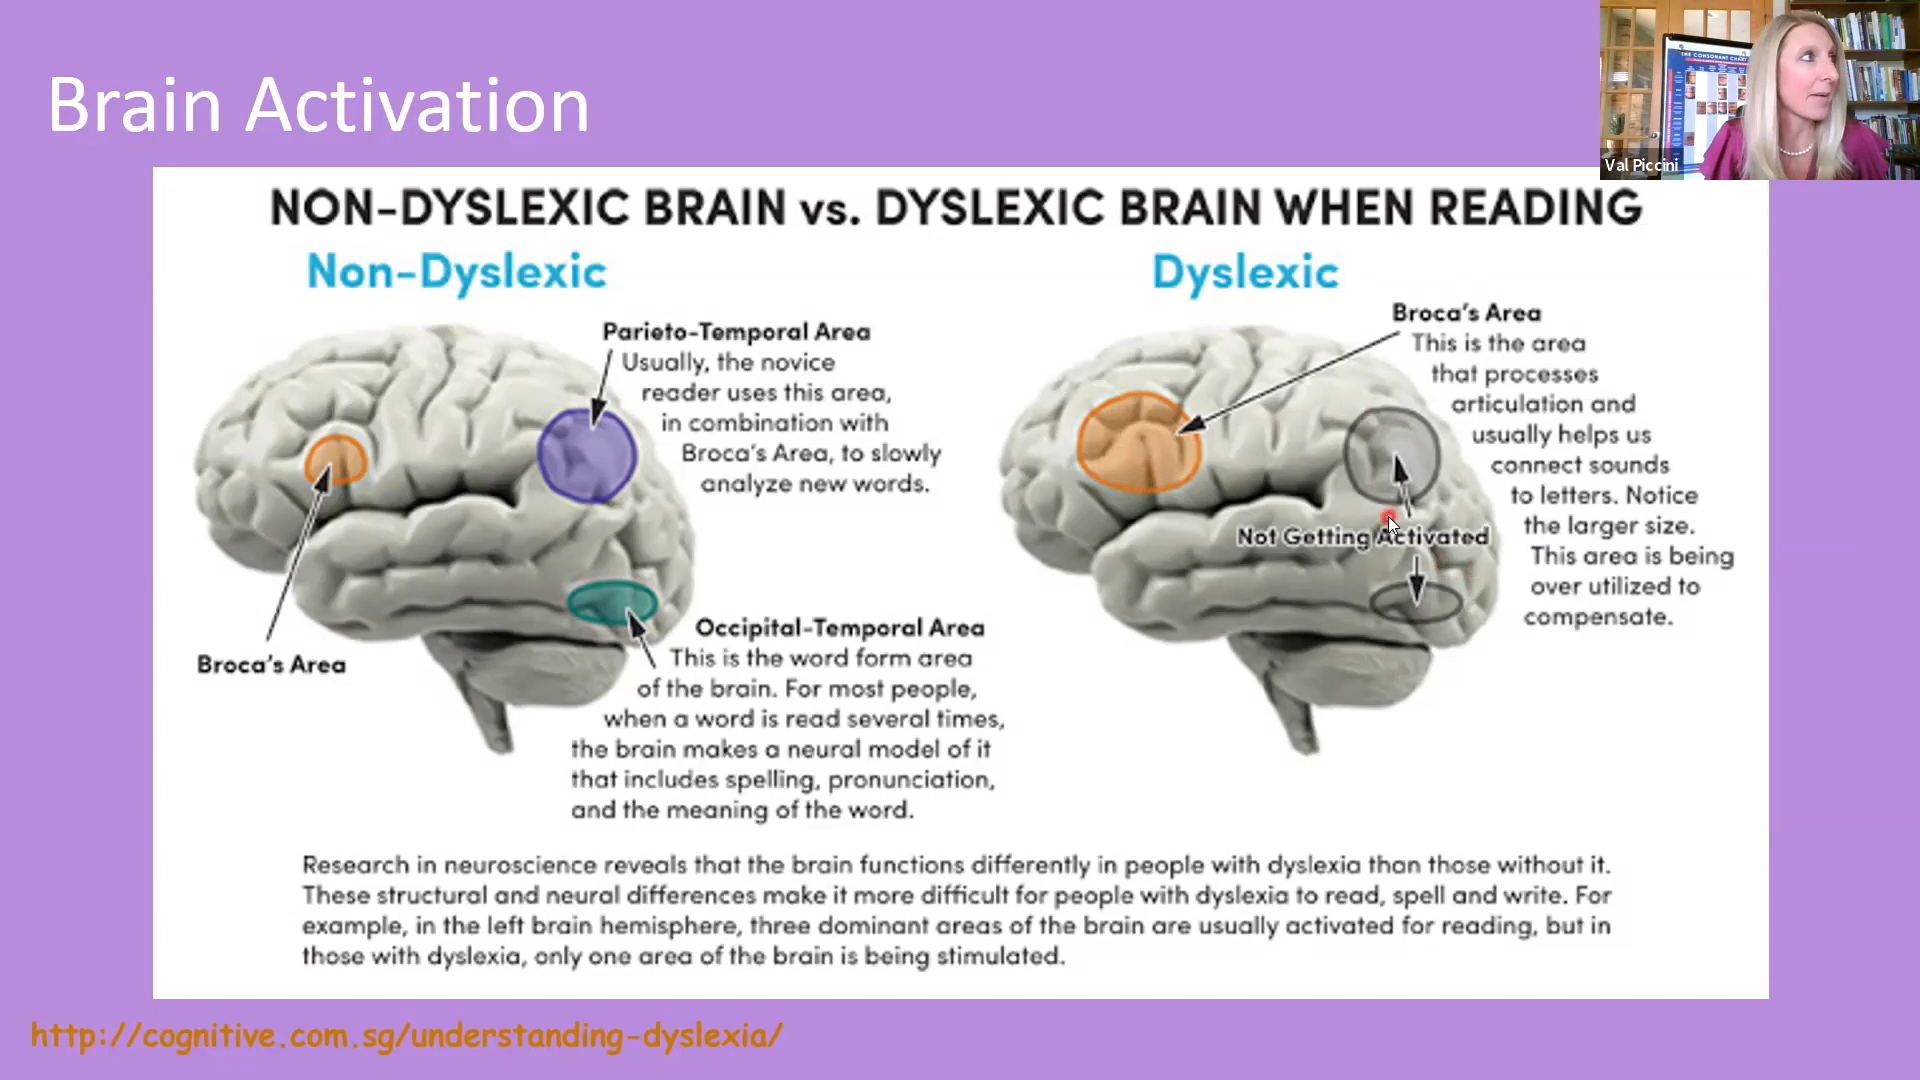 Brain Activation
THE CONSONANT CHART
Val Piccini
NON-DYSLEXIC BRAIN vs. DYSLEXIC BRAIN WHEN READING
Non-Dyslexic
Parieto-Temporal Area
Usually, the novice
reader uses this area,
in combination with
Broca's Area, to slowly
analyze new words.
Broca's Area
Occipital-Temporal Area
This is the word form area
of the brain. For most people,
when a word is read several times,
the brain makes a neural model of it
that includes spelling, pronunciation,
and the meaning of the word.
Dyslexic
Broca's Area
This is the area
that processes
articulation and
usually helps us
connect sounds
to letters. Notice
the larger size.
This area is being
over utilized to
compensate.
Not Getting Activated
Research in neuroscience reveals that the brain functions differently in people with dyslexia than those without it.
These structural and neural differences make it more difficult for people with dyslexia to read, spell and write. For
example, in the left brain hemisphere, three dominant areas of the brain are usually activated for reading, but in
those with dyslexia, only one area of the brain is being stimulated.
http://cognitive.com.sg/understanding-dyslexia/